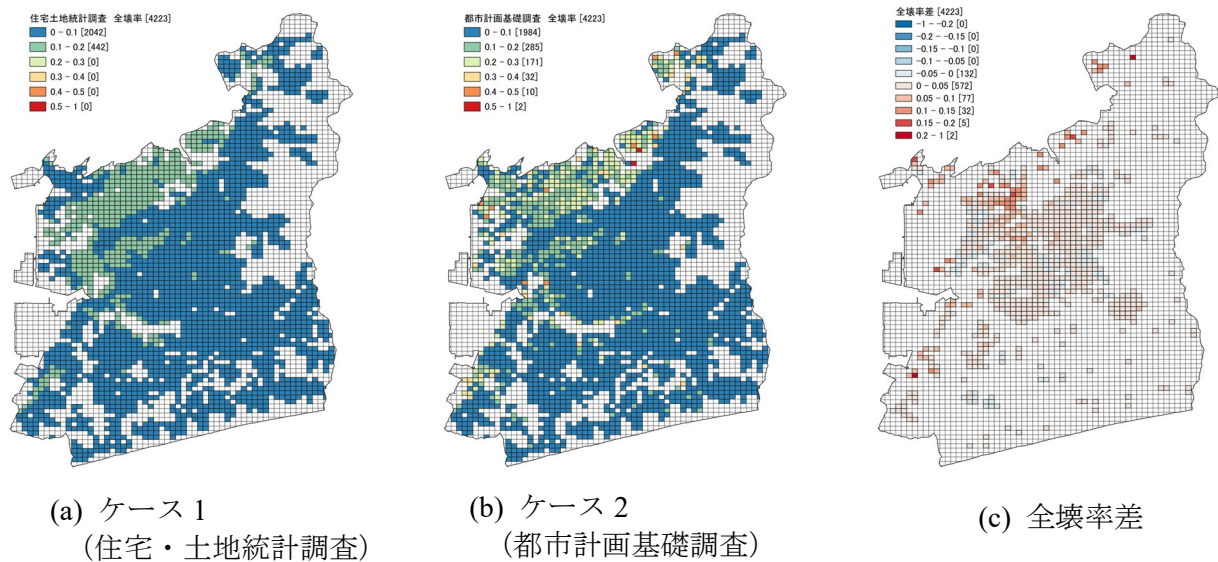 住宅土地統計調査 全壊率 [4223]
0 - 0.1 [2042]
0.1 - 0.2 [442]
0.2 - 0.3 [0]
0.3 - 0.4 [0]
0.4 - 0.5 [0]
0.5 - 1 [0]
都市計画基礎調査 全壊率 [4223]
0 - 0.1 [1984]
0.1 - 0.2 [285]
0.2 - 0.3 [171]
0.3 - 0.4 [32]
0.4 - 0.5 [10]
0.5 - 1 [2]
全壊率差 [4223]
-1 - -0.2 [0]
-0.2 - -0.15 [0]
-0.15 - -0.1 [0]
-0.1 - -0.05 [0]
-0.05 - 0 [132]
0 - 0.05 [572]
0.05 - 0.1 [77]
0.1 - 0.15 [32]
0.15 - 0.2 [5]
0.2 - 1 [2]
(a) ケース 1
（住宅・土地統計調査）
(b) ケース 2
（都市計画基礎調査）
(c) 全壊率差